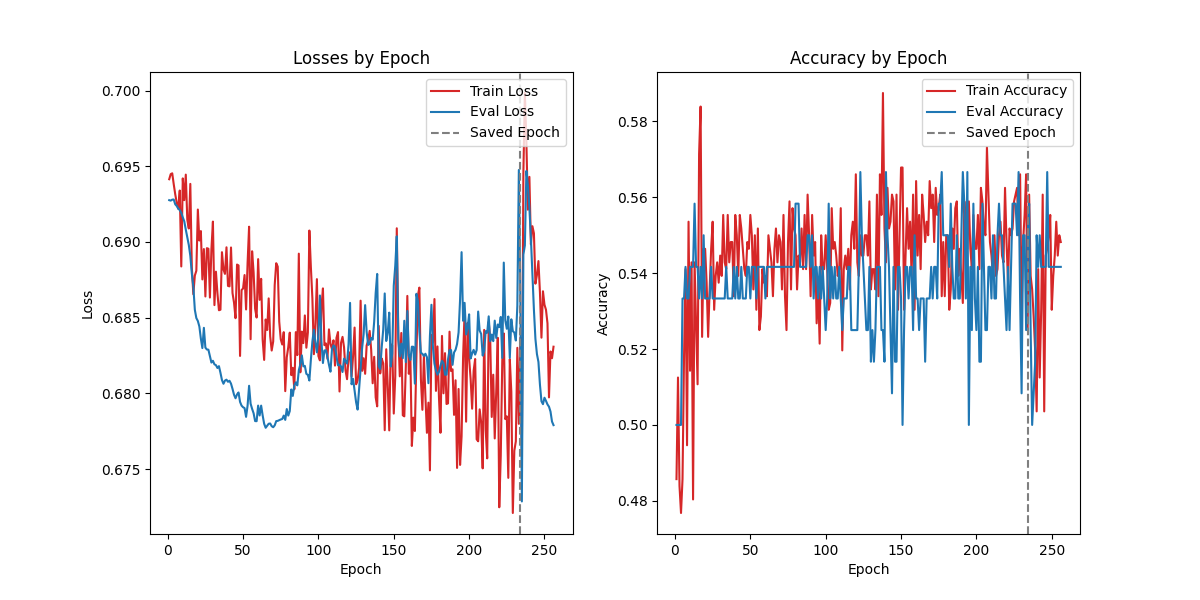 Losses by Epoch
0.700
0.695
0.690
0.685
0.680
0.675
Loss
0
50
100
150
200
250
Epoch
Train Loss
Eval Loss
Saved Epoch
Accuracy by Epoch
0.58
0.56
0.54
0.52
0.50
0.48
Accuracy
0
50
100
150
200
250
Epoch
Train Accuracy
Eval Accuracy
Saved Epoch